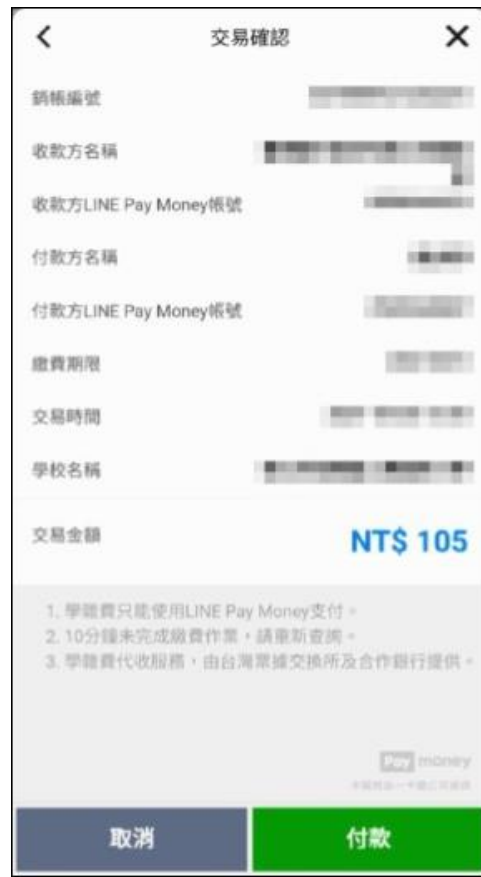 交易確認
銷帳編號
收款方名稱
收款方LINE Pay Money帳號
付款方名稱
付款方LINE Pay Money帳號
繳費期限
交易時間
學校名稱
交易金額 NT$ 105
1. 學雜費只能使用LINE Pay Money支付。
2. 10分鐘未完成繳費作業，請重新查詢。
3. 學雜費代收服務，由台灣票據交換所及合作銀行提供。
Pay money
取消 付款